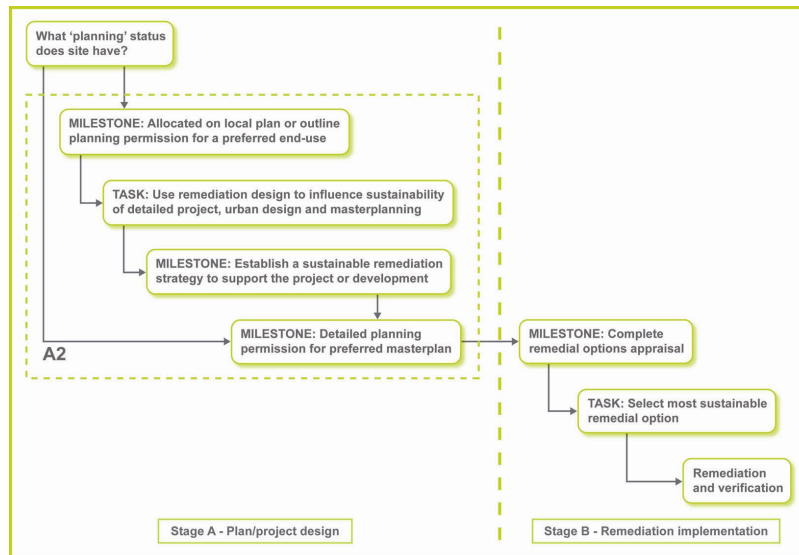 What ‘planning’ status
does site have?
MILESTONE: Allocated on local plan or outline
planning permission for a preferred end-use
TASK: Use remediation design to influence sustainability
of detailed project, urban design and masterplanning
MILESTONE: Establish a sustainable remediation
strategy to support the project or development
MILESTONE: Detailed planning
permission for preferred masterplan
A2
MILESTONE: Complete
remedial options appraisal
TASK: Select most sustainable
remedial option
Remediation
and verification
Stage A - Plan/project design
Stage B - Remediation implementation